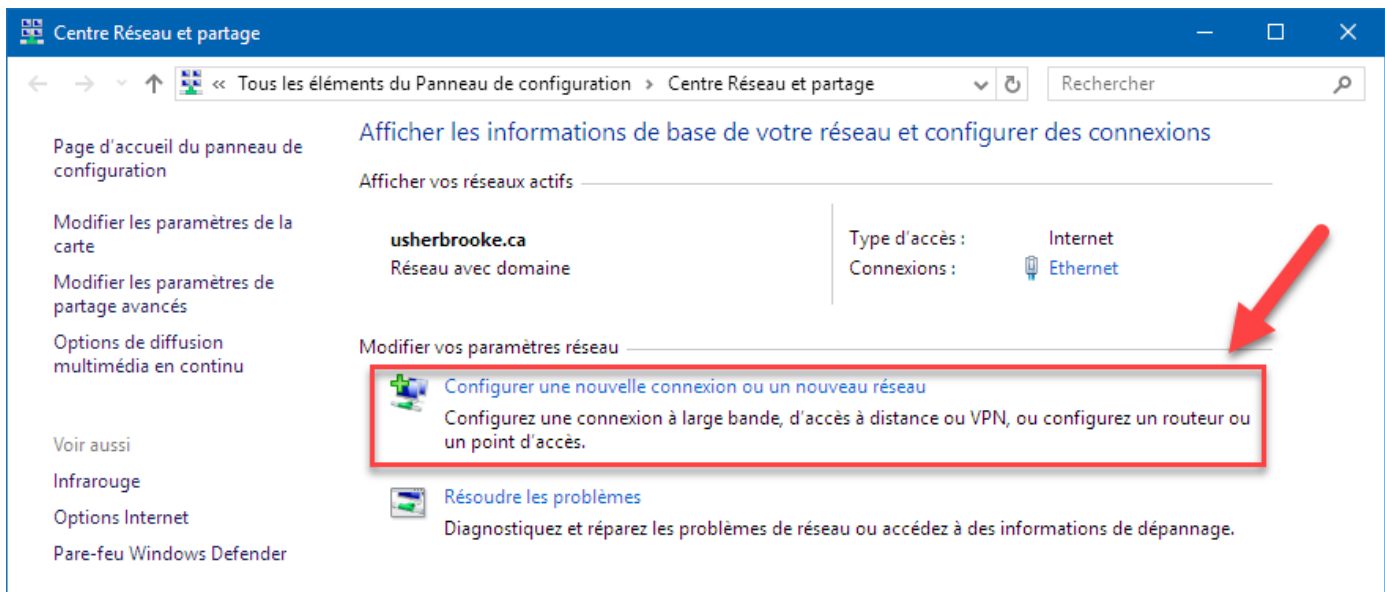 Centre Réseau et partage
« Tous les éléments du Panneau de configuration > Centre Réseau et partage
Rechercher
Page d'accueil du panneau de
configuration
Modifier les paramètres de la
carte
Modifier les paramètres de
partage avancés
Options de diffusion
multimédia en continu
Voir aussi
Infrarouge
Options Internet
Pare-feu Windows Defender
Afficher les informations de base de votre réseau et configurer des connexions
Afficher vos réseaux actifs
usherbrooke.ca
Réseau avec domaine
Type d'accès : Internet
Connexions : Ethernet
Modifier vos paramètres réseau
Configurer une nouvelle connexion ou un nouveau réseau
Configurez une connexion à large bande, d'accès à distance ou VPN, ou configurez un routeur ou
un point d'accès.
Résoudre les problèmes
Diagnostiquez et réparez les problèmes de réseau ou accédez à des informations de dépannage.